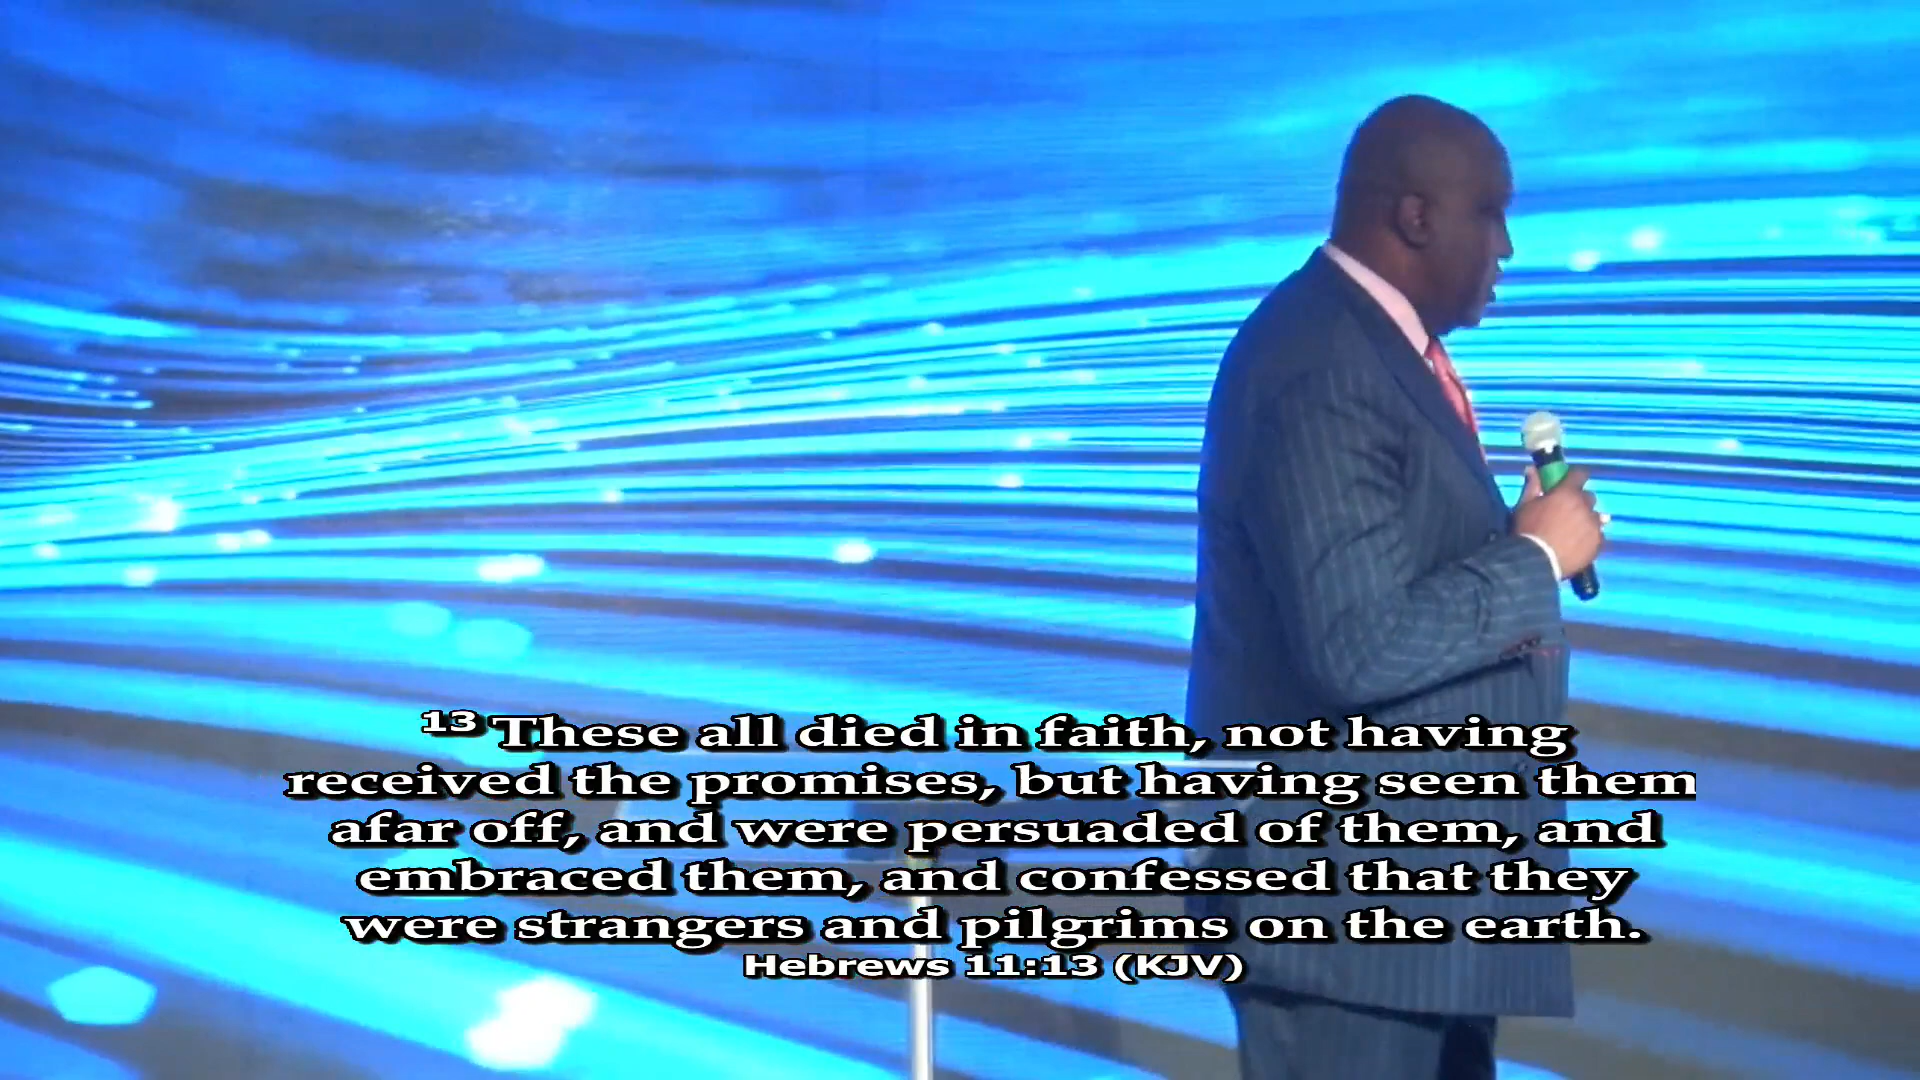 13 These all died in faith, not having
received the promises, but having seen them
afar off, and were persuaded of them, and
embraced them, and confessed that they
were strangers and pilgrims on the earth.
Hebrews 11:13 (KJV)